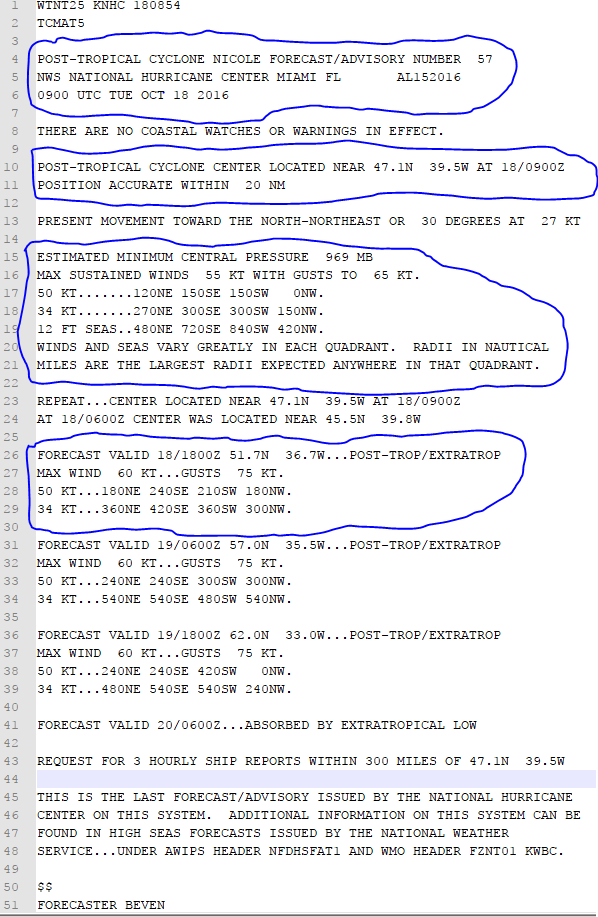 1 WTNT25 KNHC 180854
2 TCMAT5
3
4 POST-TROPICAL CYCLONE NICOLE FORECAST/ADVISORY NUMBER  57
5 NWS NATIONAL HURRICANE CENTER MIAMI FL       AL152016
6 0900 UTC TUE OCT 18 2016
7
8 THERE ARE NO COASTAL WATCHES OR WARNINGS IN EFFECT.
9
10 POST-TROPICAL CYCLONE CENTER LOCATED NEAR 47.1N  39.5W AT 18/0900Z
11 POSITION ACCURATE WITHIN  20 NM
12
13 PRESENT MOVEMENT TOWARD THE NORTH-NORTHEAST OR  30 DEGREES AT  27 KT
14
15 ESTIMATED MINIMUM CENTRAL PRESSURE  969 MB
16 MAX SUSTAINED WINDS  55 KT WITH GUSTS TO  65 KT.
17 50 KT.......120NE 150SE 150SW   0NW.
18 34 KT.......270NE 300SE 300SW 150NW.
19 12 FT SEAS..480NE 720SE 840SW 420NW.
20 WINDS AND SEAS VARY GREATLY IN EACH QUADRANT.  RADII IN NAUTICAL
21 MILES ARE THE LARGEST RADII EXPECTED ANYWHERE IN THAT QUADRANT.
22
23 REPEAT...CENTER LOCATED NEAR 47.1N  39.5W AT 18/0900Z
24 AT 18/0600Z CENTER WAS LOCATED NEAR 45.5N  39.8W
25
26 FORECAST VALID 18/1800Z 51.7N  36.7W...POST-TROP/EXTRATROP
27 MAX WIND  60 KT...GUSTS  75 KT.
28 50 KT...180NE 240SE 210SW 180NW.
29 34 KT...360NE 420SE 360SW 300NW.
30
31 FORECAST VALID 19/0600Z 57.0N  35.5W...POST-TROP/EXTRATROP
32 MAX WIND  60 KT...GUSTS  75 KT.
33 50 KT...240NE 240SE 300SW 300NW.
34 34 KT...540NE 540SE 480SW 540NW.
35
36 FORECAST VALID 19/1800Z 62.0N  33.0W...POST-TROP/EXTRATROP
37 MAX WIND  60 KT...GUSTS  75 KT.
38 50 KT...240NE 240SE 420SW   0NW.
39 34 KT...480NE 540SE 540SW 240NW.
40
41 FORECAST VALID 20/0600Z...ABSORBED BY EXTRATROPICAL LOW
42
43 REQUEST FOR 3 HOURLY SHIP REPORTS WITHIN 300 MILES OF 47.1N  39.5W
44
45 THIS IS THE LAST FORECAST/ADVISORY ISSUED BY THE NATIONAL HURRICANE
46 CENTER ON THIS SYSTEM.  ADDITIONAL INFORMATION ON THIS SYSTEM CAN BE
47 FOUND IN HIGH SEAS FORECASTS ISSUED BY THE NATIONAL WEATHER
48 SERVICE...UNDER AWIPS HEADER NFDHSFAT1 AND WMO HEADER FZNT01 KWBC.
49
50 $$
51 FORECASTER BEVEN